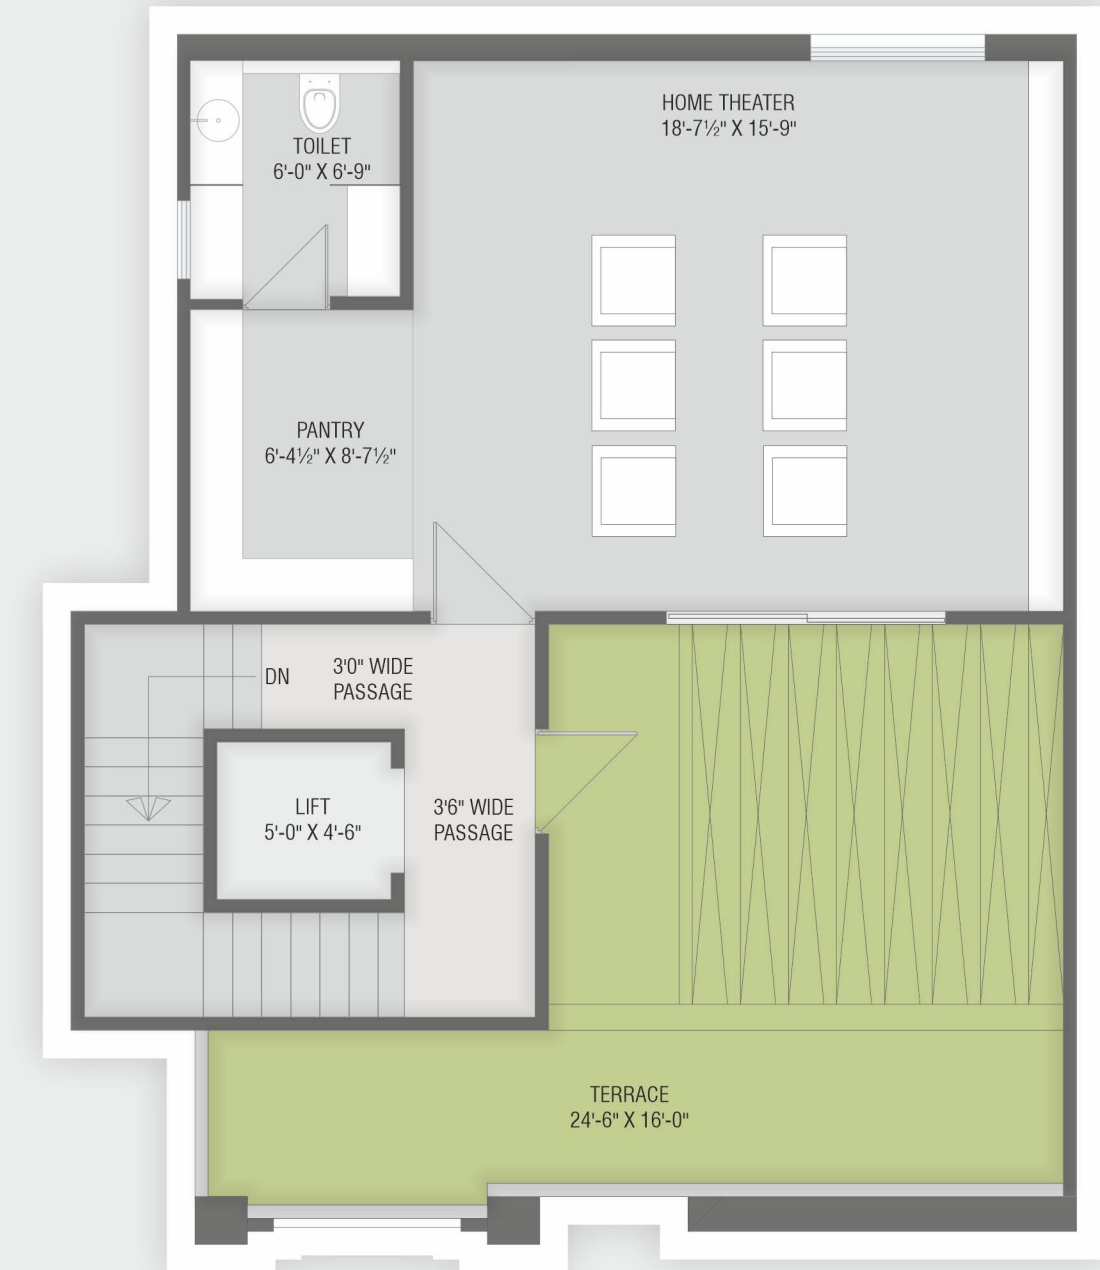 HOME THEATER
18'-7½" X 15'-9"
TOILET
6'-0" X 6'-9"
PANTRY
6'-4½" X 8'-7½"
DN
3'0" WIDE
PASSAGE
LIFT
5'-0" X 4'-6"
3'6" WIDE
PASSAGE
TERRACE
24'-6" X 16'-0"